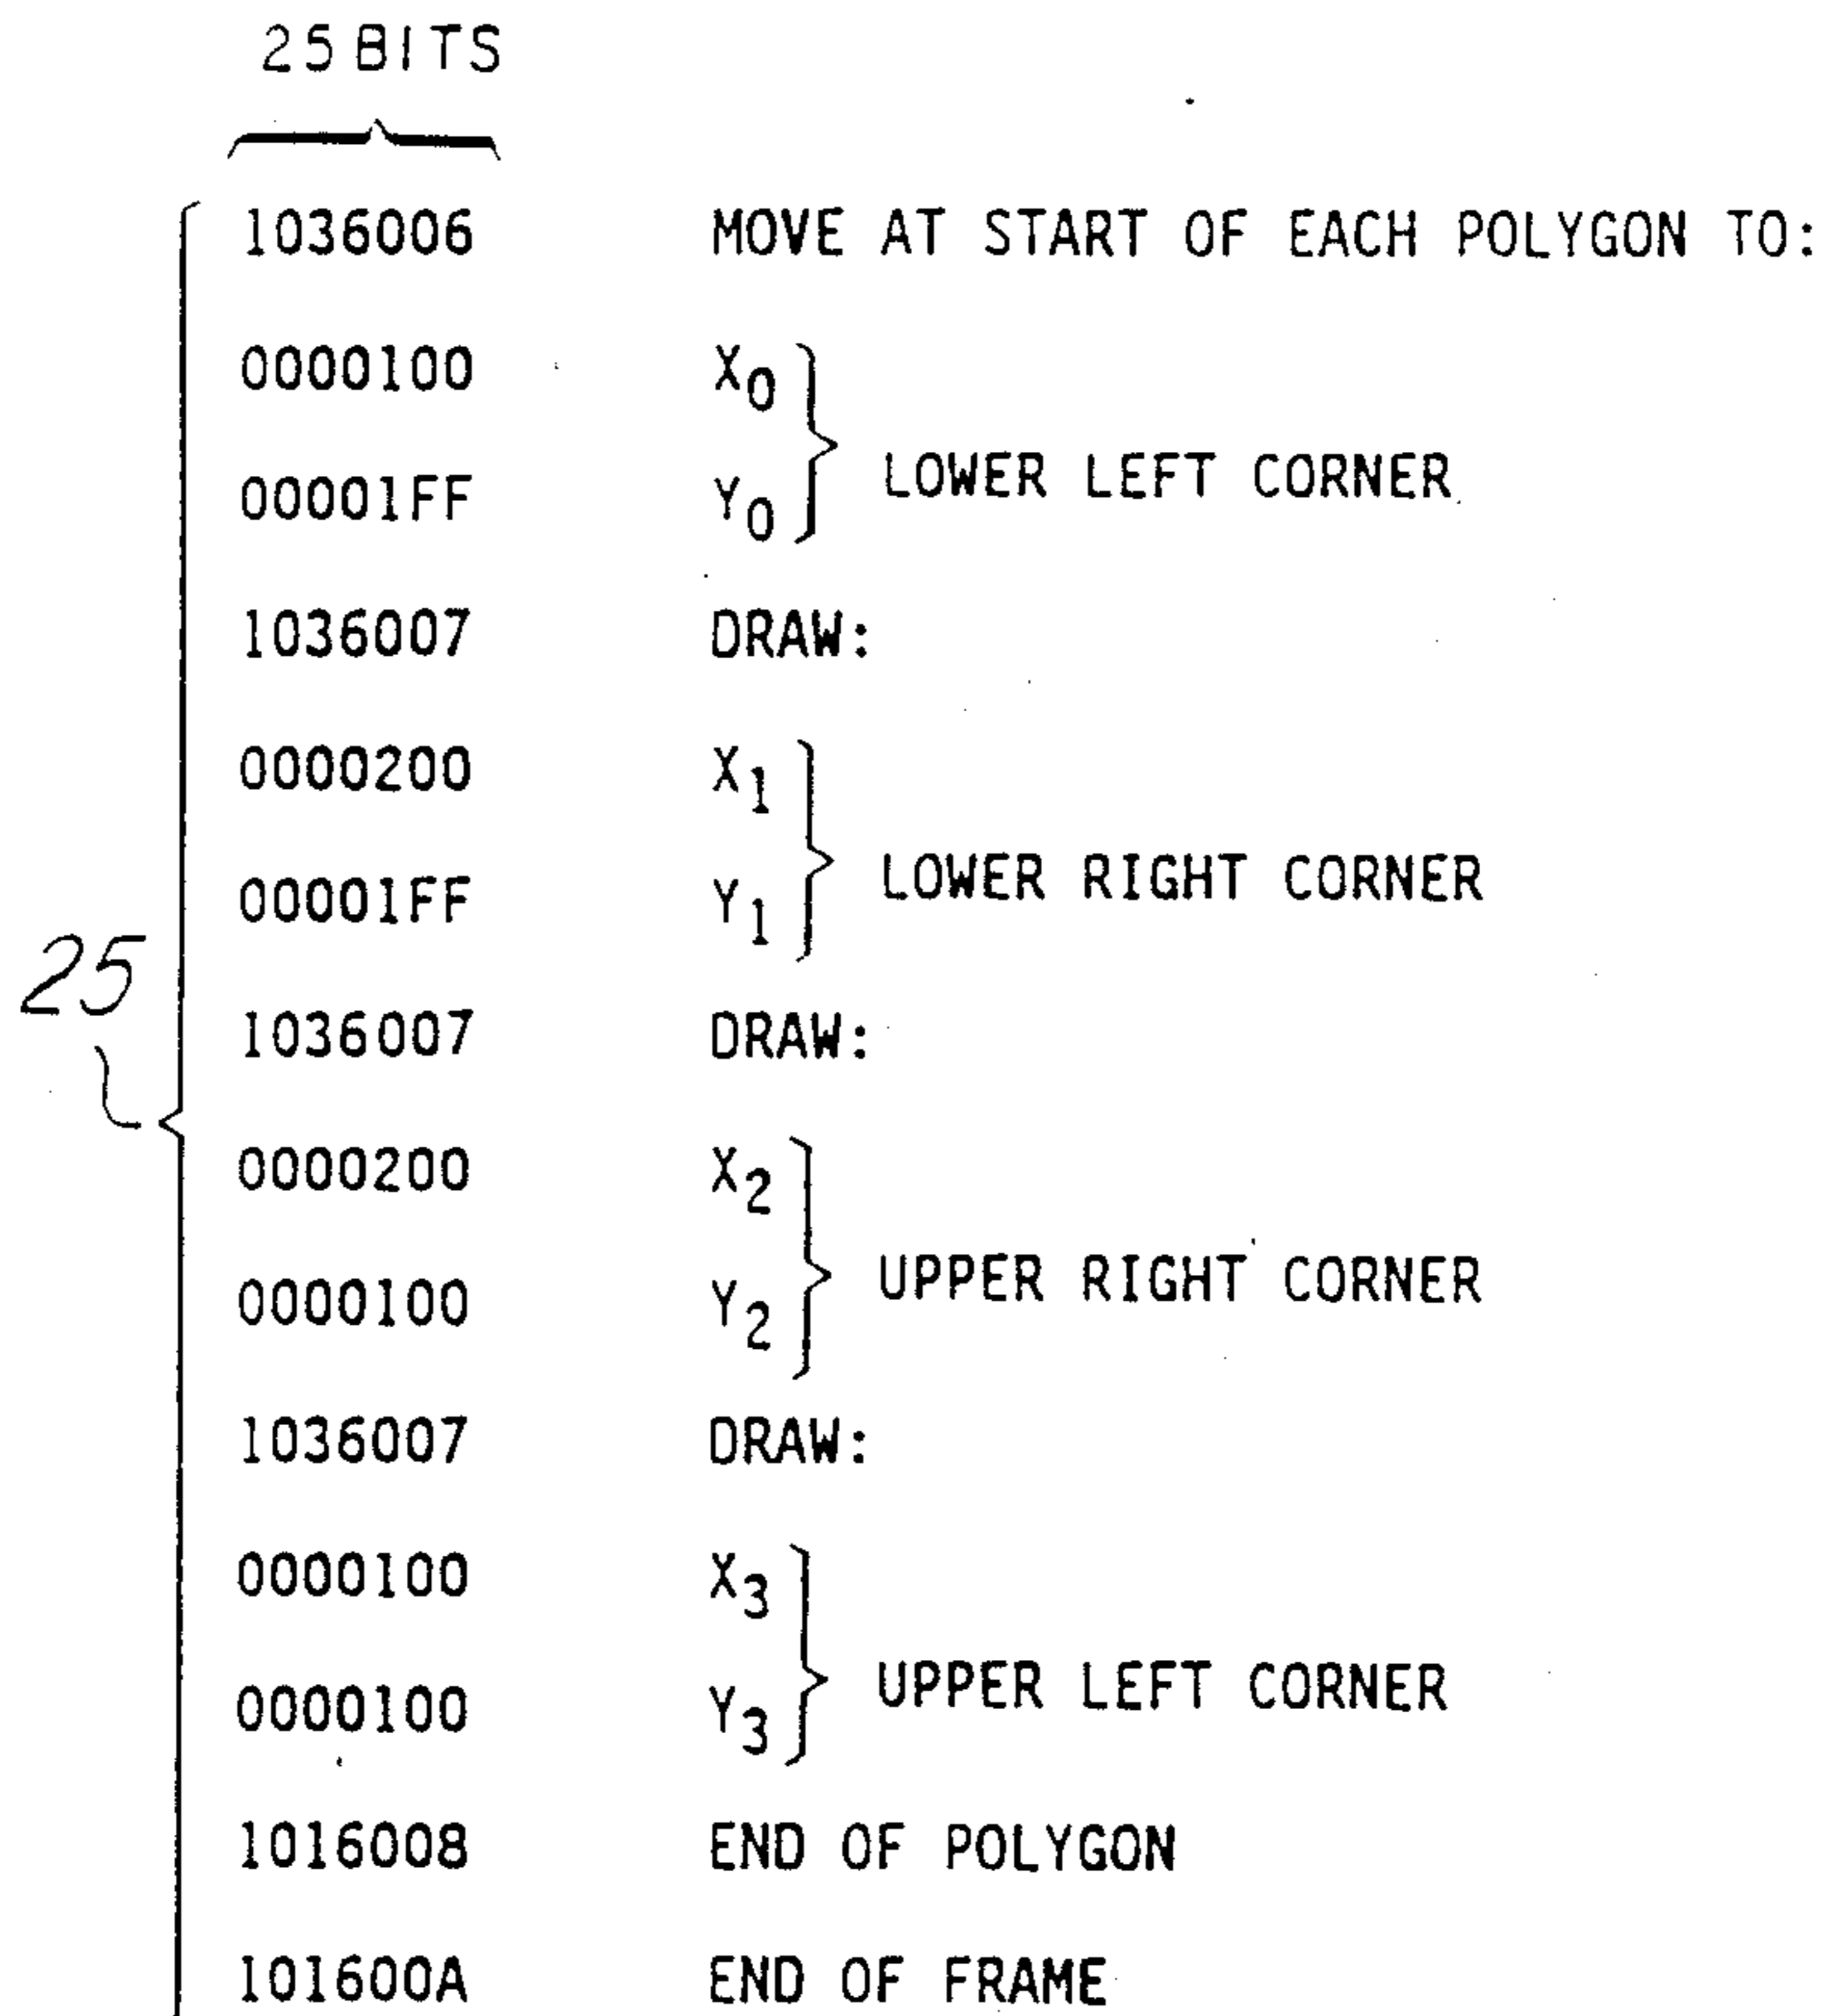 25 BITS
1036006 MOVE AT START OF EACH POLYGON TO:
0000100 X0
LOWER LEFT CORNER
00001FF Y0
1036007 DRAW:
0000200 X1
LOWER RIGHT CORNER
00001FF Y1
25
1036007 DRAW:
0000200 X2
UPPER RIGHT CORNER
0000100 Y2
1036007 DRAW:
0000100 X3
UPPER LEFT CORNER
0000100 Y3
1016008 END OF POLYGON
101600A END OF FRAME